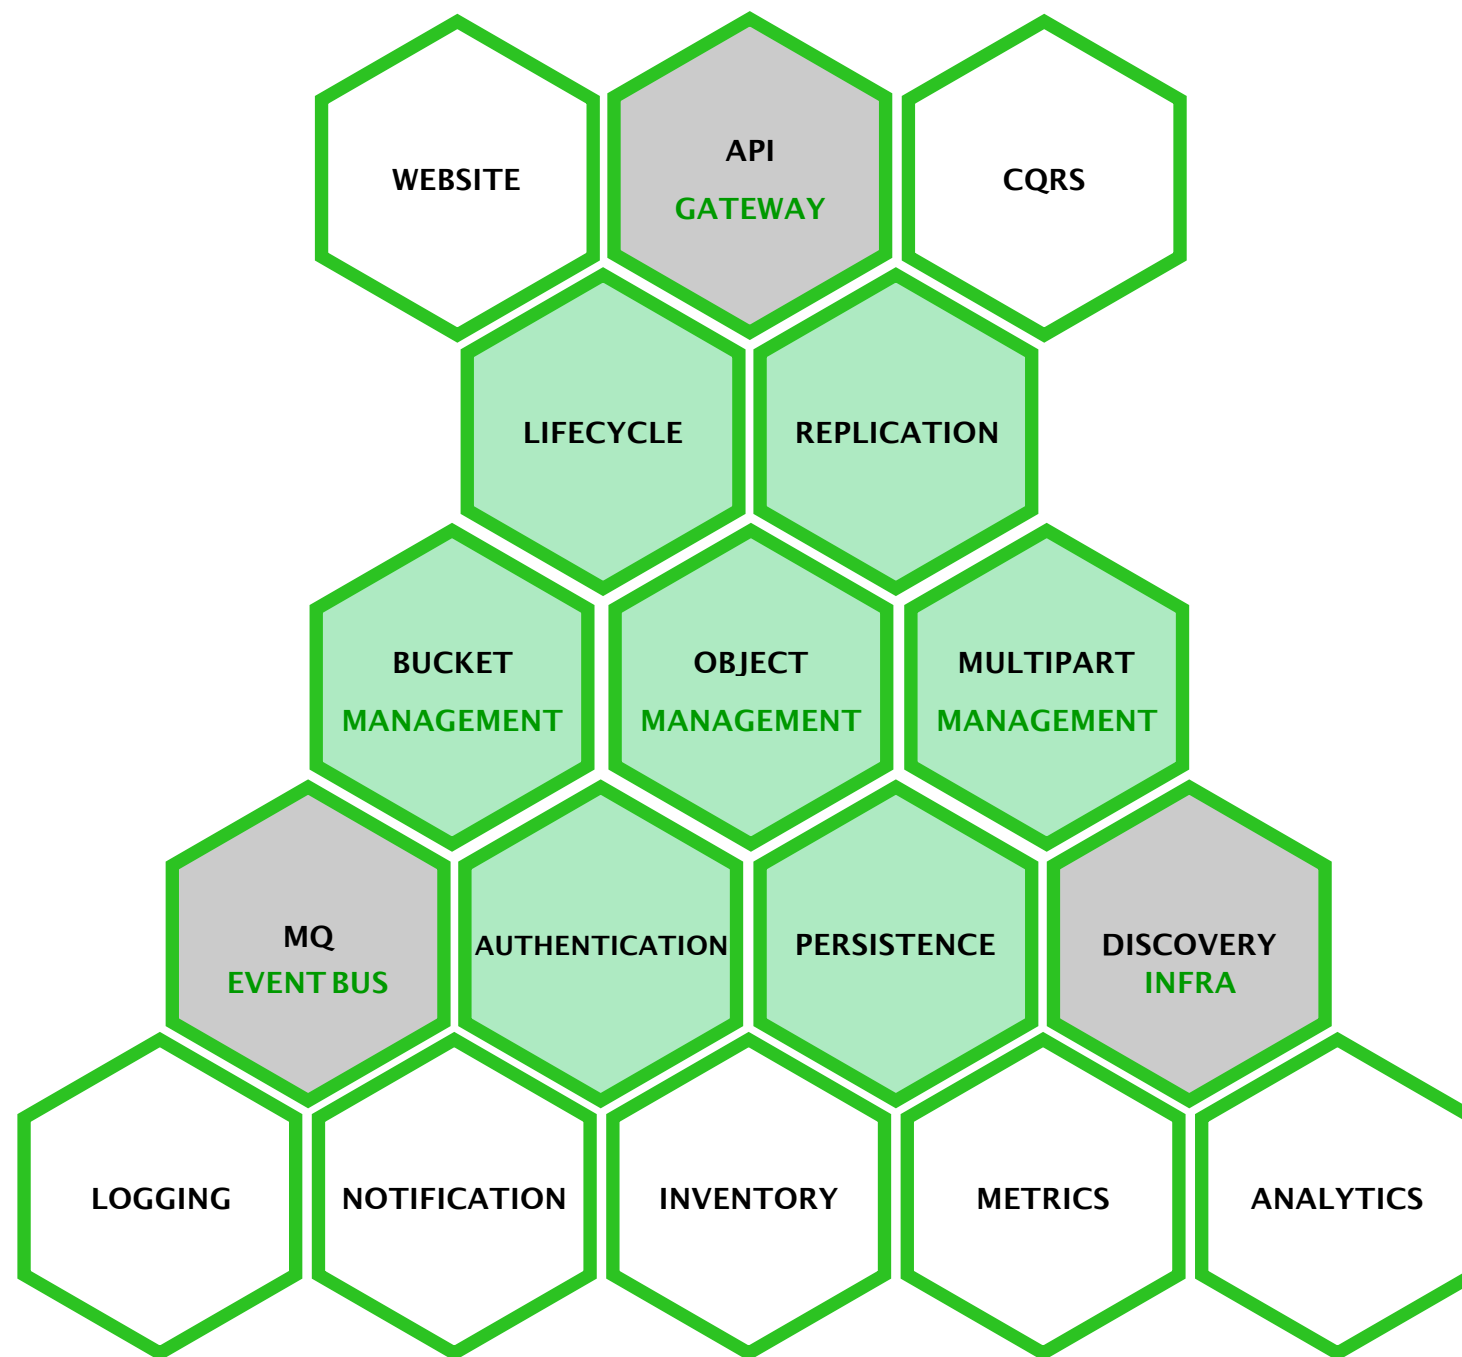 WEBSITE
API
GATEWAY
CQRS
LIFECYCLE
REPLICATION
BUCKET
MANAGEMENT
OBJECT
MANAGEMENT
MULTIPART
MANAGEMENT
MQ
EVENT BUS
AUTHENTICATION
PERSISTENCE
DISCOVERY
INFRA
LOGGING
NOTIFICATION
INVENTORY
METRICS
ANALYTICS